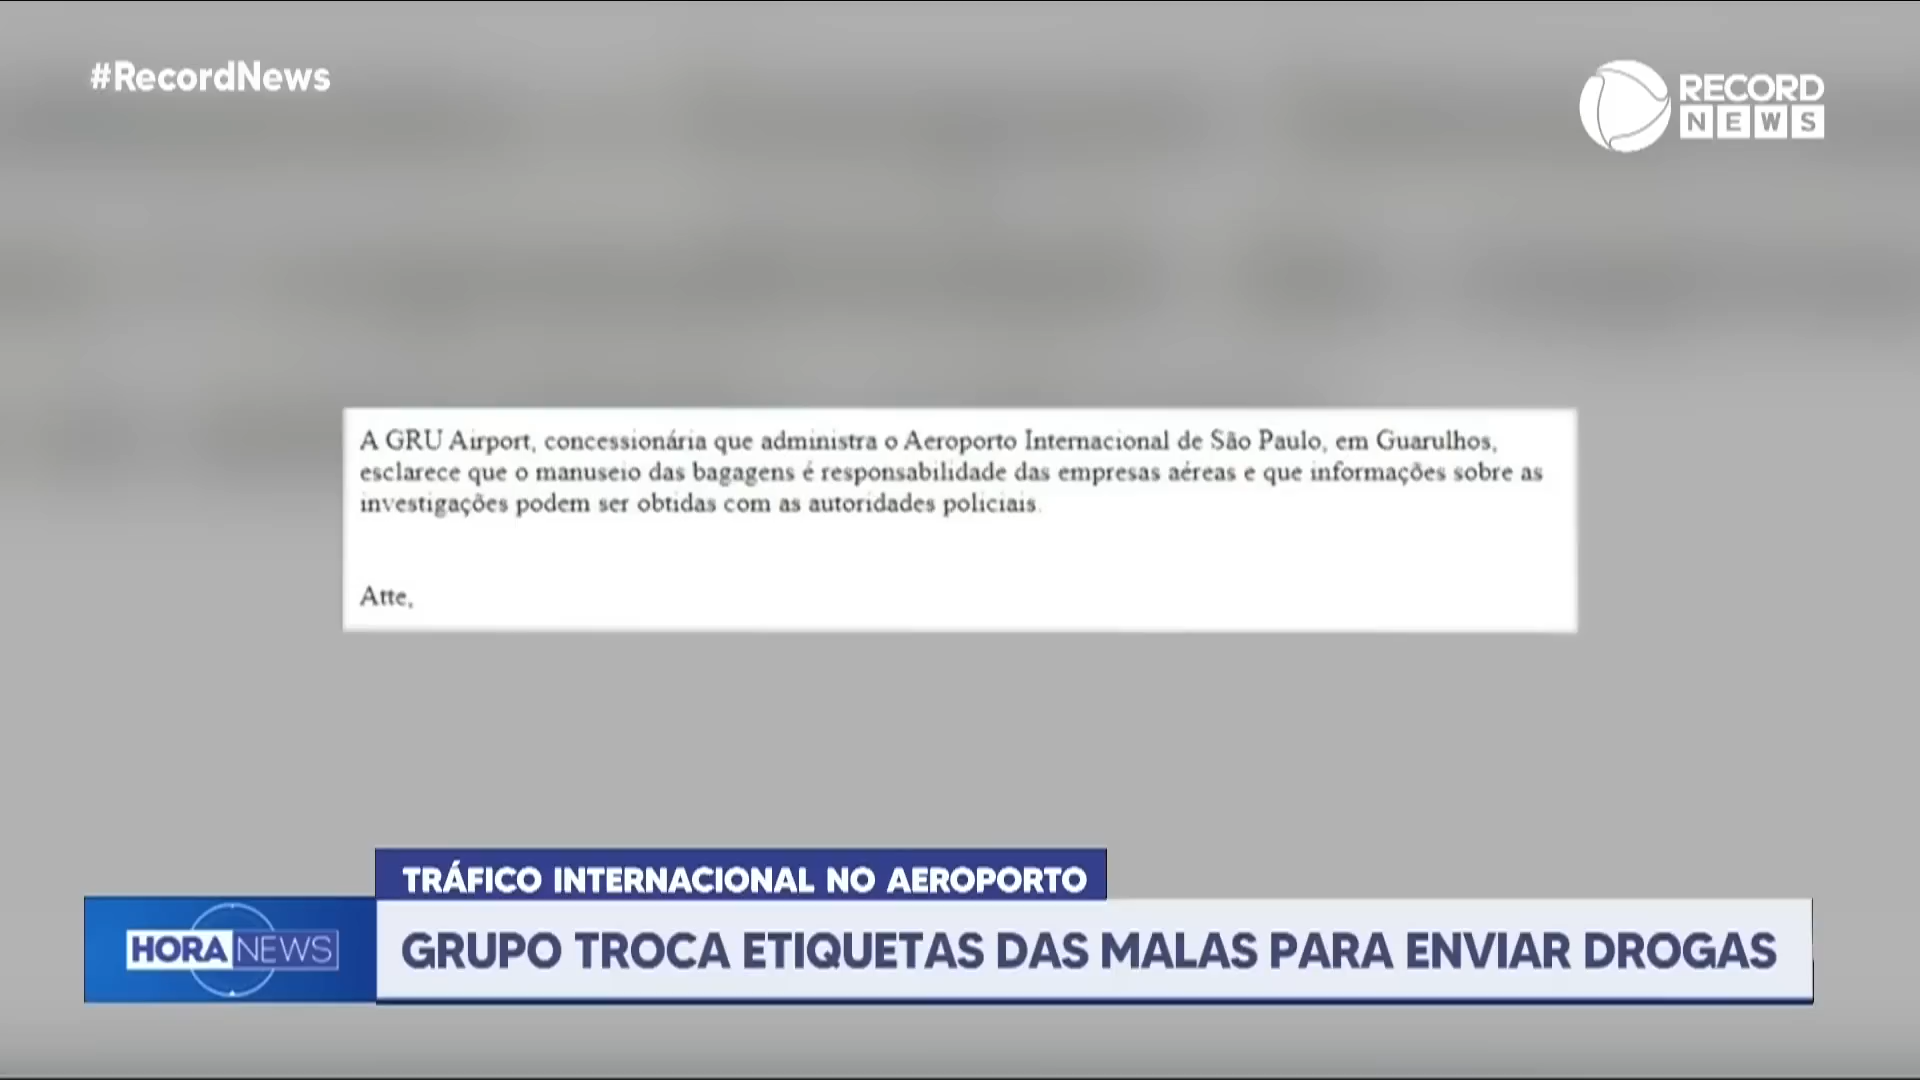 #RecordNews
RECORD
NEWS
A GRU Airport, concessionária que administra o Aeroporto Internacional de São Paulo, em Guarulhos,
esclarece que o manuseio das bagagens é responsabilidade das empresas aéreas e que informações sobre as
investigações podem ser obtidas com as autoridades policiais.
Atte,
TRÁFICO INTERNACIONAL NO AEROPORTO
HORA NEWS
GRUPO TROCA ETIQUETAS DAS MALAS PARA ENVIAR DROGAS